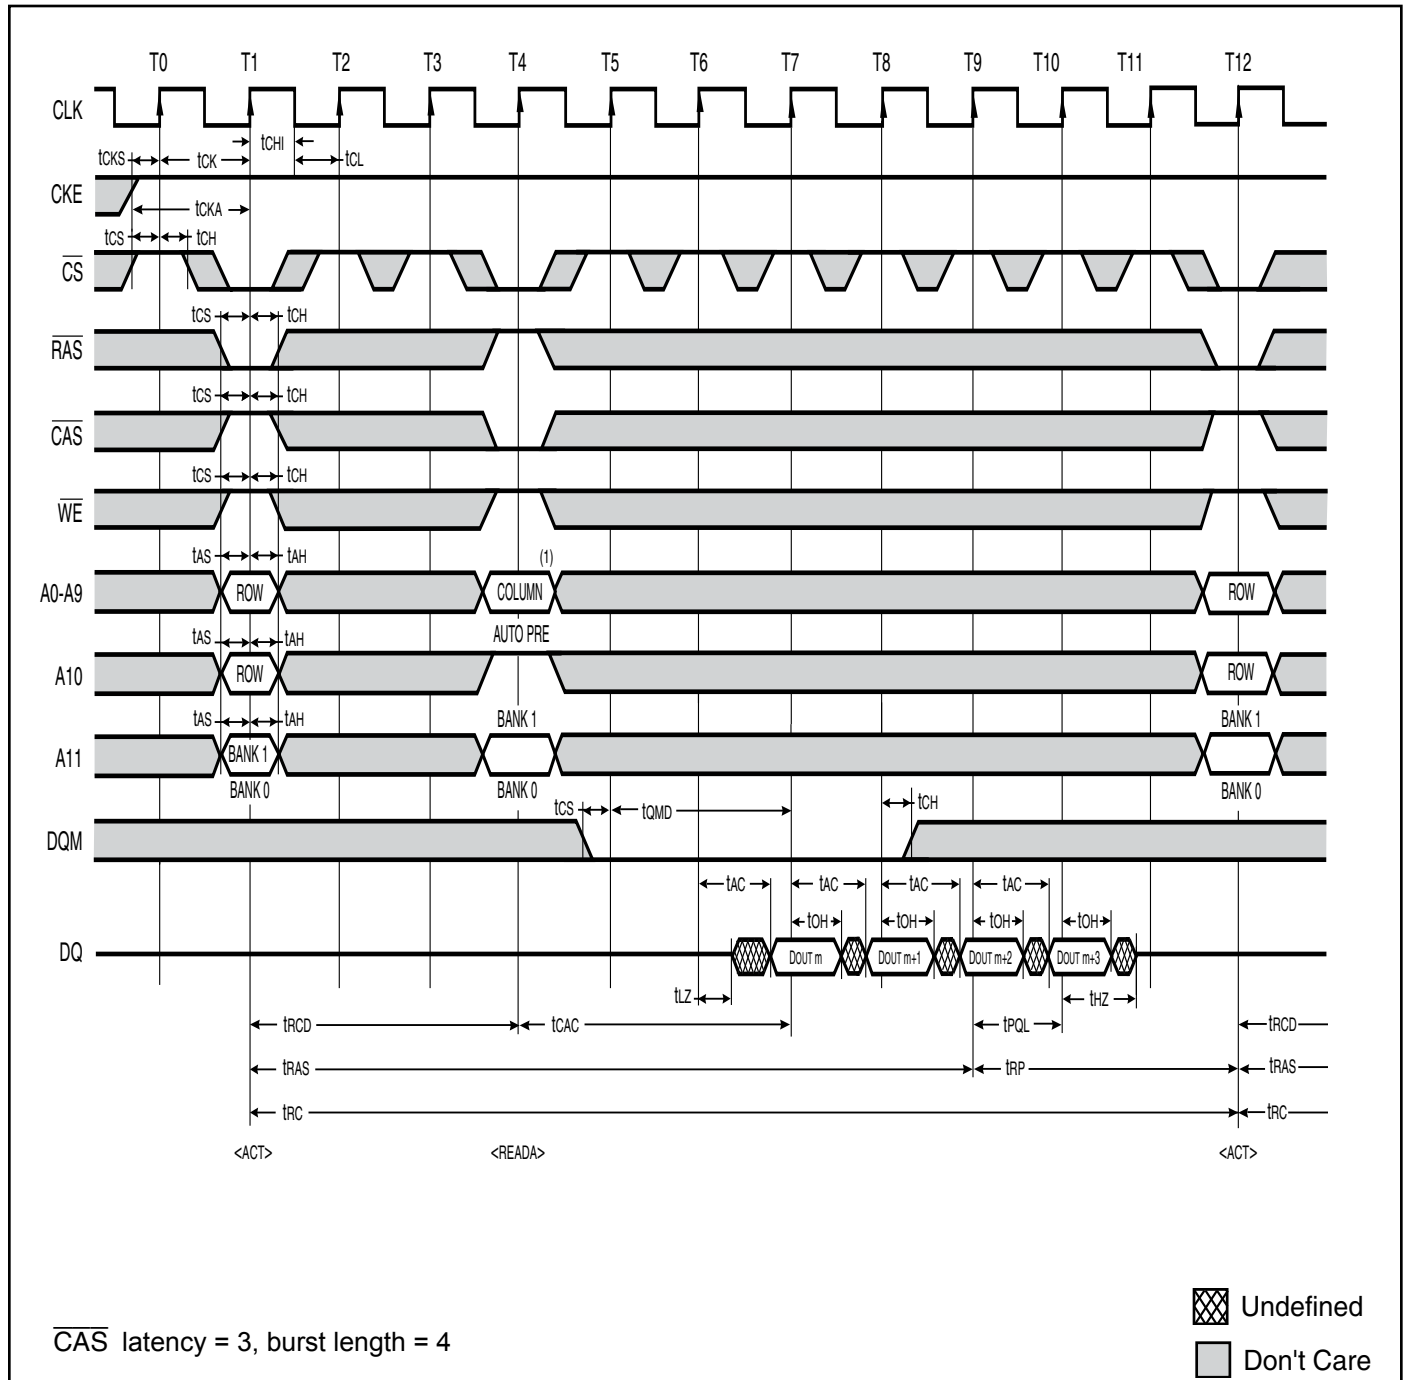 T0 T1 T2 T3 T4 T5 T6 T7 T8 T9 T10 T11 T12
CLK
tCHI
tCKS tCK tCL
CKE
tCKA
tCS tCH
CS
tCS tCH
RAS
tCS tCH
CAS
tCS tCH
WE
tAS tAH (1)
A0-A9 ROW COLUMN ROW
tAS tAH AUTO PRE
A10 ROW ROW
tAS tAH BANK 1 BANK 1
A11 BANK 1
BANK 0 BANK 0 BANK 0
tCS tQMD tCH
DQM
tAC tAC tAC tAC
tOH tOH tOH tOH
DQ DOUT m DOUT m+1 DOUT m+2 DOUT m+3
tLZ tHZ
tRCD tCAC tPQL tRCD
tRAS tRP tRAS
tRC tRC
<ACT> <READA> <ACT>
Undefined
CAS latency = 3, burst length = 4
Don't Care